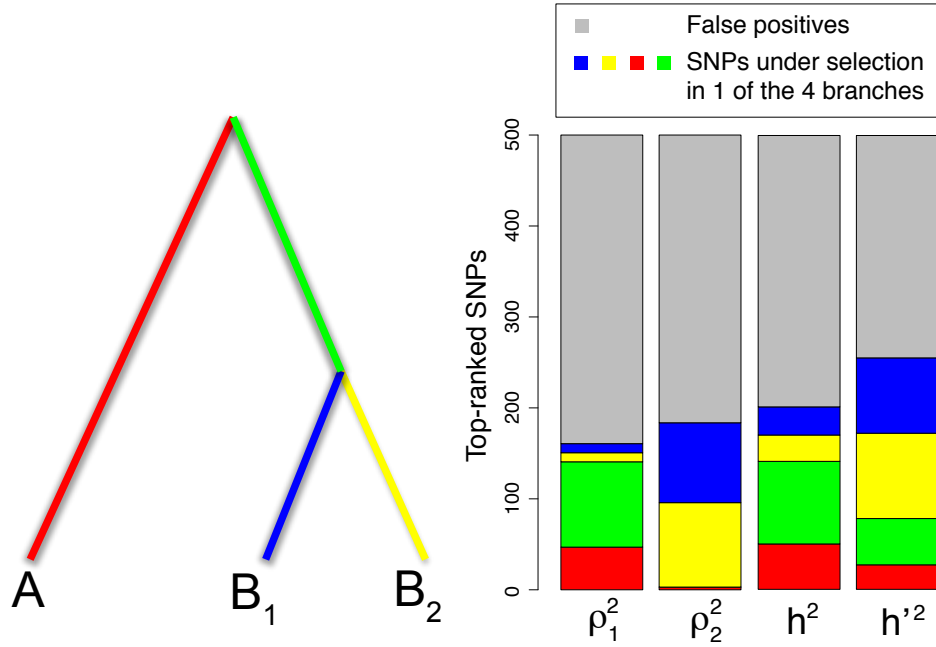 False positives
SNPs under selection
in 1 of the 4 branches
Top-ranked SNPs
500
400
300
200
100
0
A
B₁
B₂
ρ₁²
ρ₂²
h²
h'²